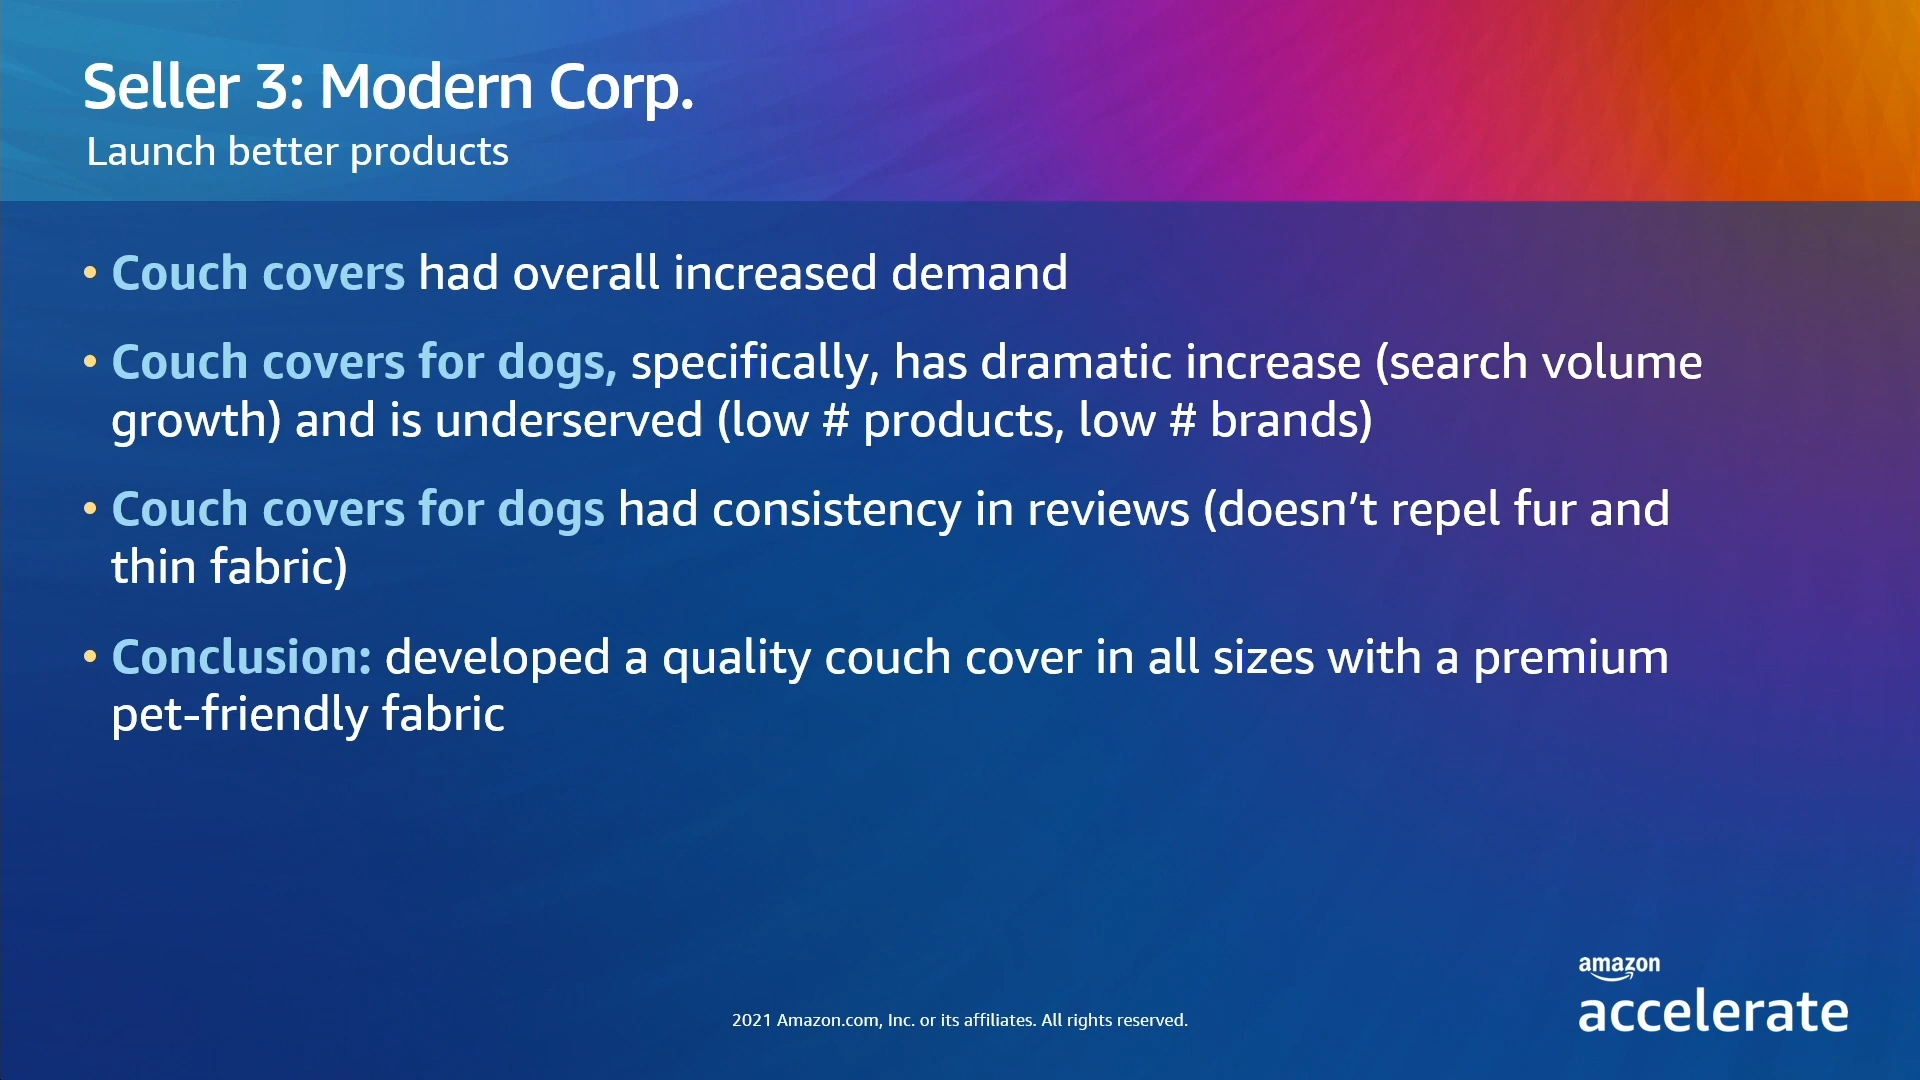 Seller 3: Modern Corp.
Launch better products
• Couch covers had overall increased demand
• Couch covers for dogs, specifically, has dramatic increase (search volume
growth) and is underserved (low # products, low # brands)
• Couch covers for dogs had consistency in reviews (doesn’t repel fur and
thin fabric)
• Conclusion: developed a quality couch cover in all sizes with a premium
pet-friendly fabric
2021 Amazon.com, Inc. or its affiliates. All rights reserved.
amazon
accelerate